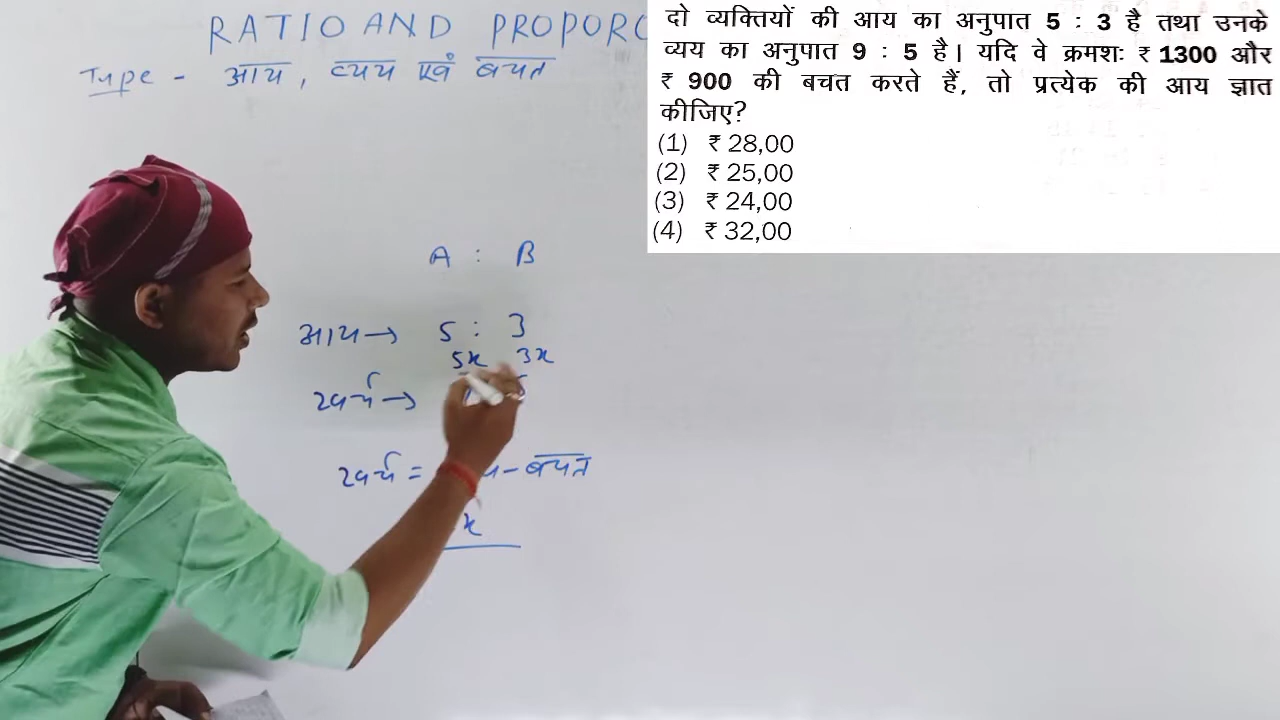 RATIO AND PROPORC
Type - आय, व्यय एवं बचत
दो व्यक्तियों की आय का अनुपात 5 : 3 है तथा उनके
व्यय का अनुपात 9 : 5 है। यदि वे क्रमशः ₹ 1300 और
₹ 900 की बचत करते हैं, तो प्रत्येक की आय ज्ञात
कीजिए?
(1) ₹ 28,00
(2) ₹ 25,00
(3) ₹ 24,00
(4) ₹ 32,00
A : B
आय → 5 : 3
5x 3x
खर्च →
खर्च = - बचत
x